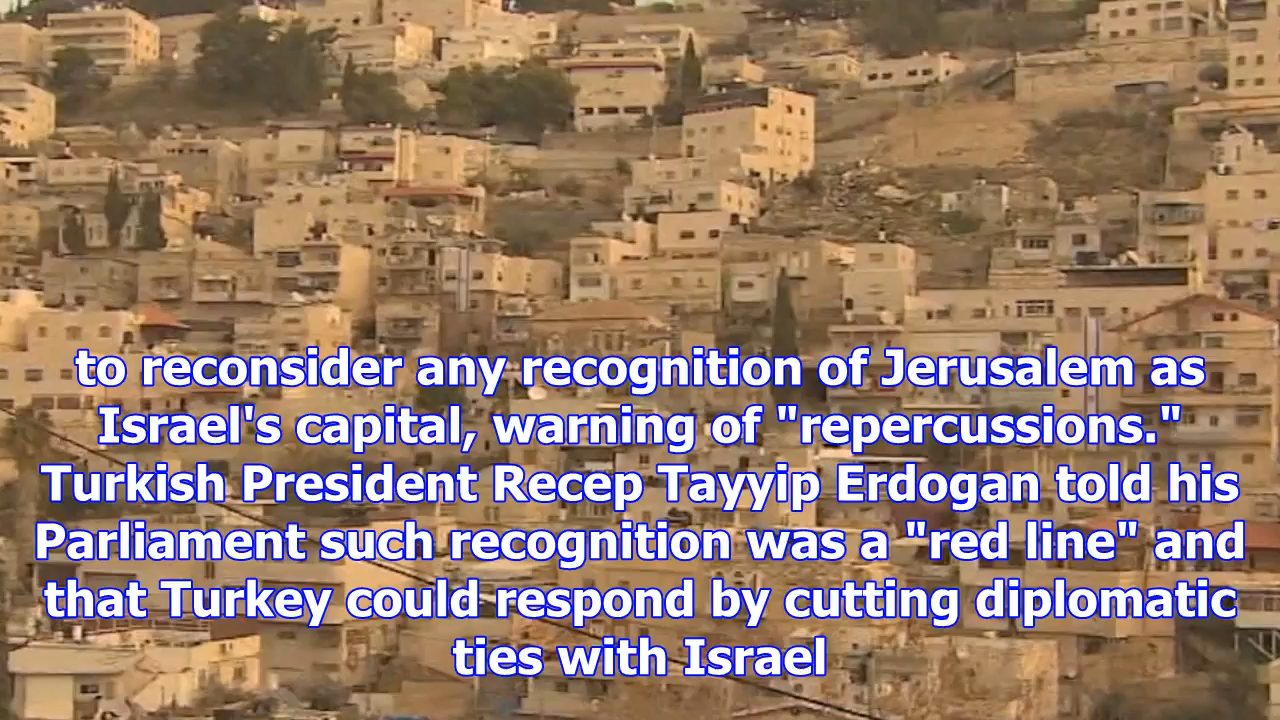 to reconsider any recognition of Jerusalem as
Israel's capital, warning of "repercussions."
Turkish President Recep Tayyip Erdogan told his
Parliament such recognition was a "red line" and
that Turkey could respond by cutting diplomatic
ties with Israel